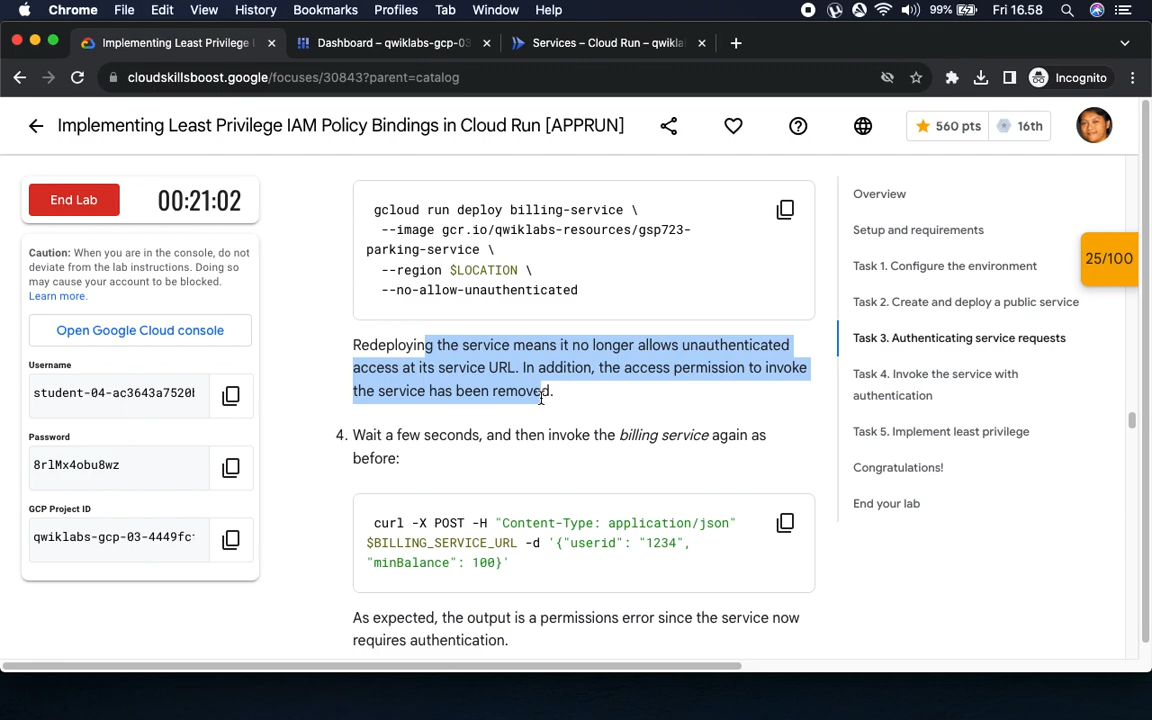 Chrome File Edit View History Bookmarks Profiles Tab Window Help 99% Fri 16.58
Implementing Least Privilege I Dashboard – qwiklabs-gcp-03 Services – Cloud Run – qwikla
cloudskillsboost.google/focuses/30843?parent=catalog Incognito
Implementing Least Privilege IAM Policy Bindings in Cloud Run [APPRUN] 560 pts 16th
End Lab 00:21:02
Caution: When you are in the console, do not
deviate from the lab instructions. Doing so
may cause your account to be blocked.
Learn more.
Open Google Cloud console
Username
student-04-ac3643a7520
Password
8rlMx4obu8wz
GCP Project ID
qwiklabs-gcp-03-4449fc
gcloud run deploy billing-service \
--image gcr.io/qwiklabs-resources/gsp723-
parking-service \
--region $LOCATION \
--no-allow-unauthenticated
Redeploying the service means it no longer allows unauthenticated
access at its service URL. In addition, the access permission to invoke
the service has been removed.
4. Wait a few seconds, and then invoke the billing service again as
before:
curl -X POST -H "Content-Type: application/json"
$BILLING_SERVICE_URL -d '{"userid": "1234",
"minBalance": 100}'
As expected, the output is a permissions error since the service now
requires authentication.
Overview
Setup and requirements
Task 1. Configure the environment
Task 2. Create and deploy a public service
Task 3. Authenticating service requests
Task 4. Invoke the service with
authentication
Task 5. Implement least privilege
Congratulations!
End your lab
25/100